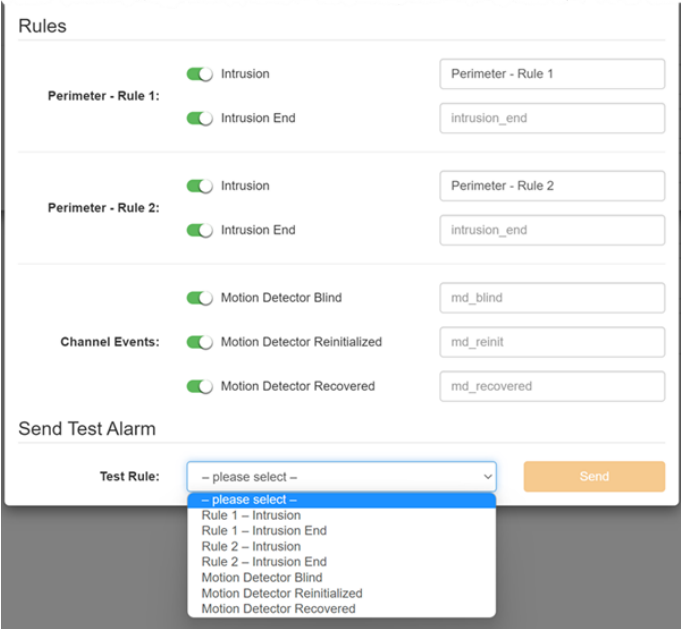 Rules
Perimeter - Rule 1:
Intrusion
Perimeter - Rule 1
Intrusion End
intrusion_end
Perimeter - Rule 2:
Intrusion
Perimeter - Rule 2
Intrusion End
intrusion_end
Channel Events:
Motion Detector Blind
md_blind
Motion Detector Reinitialized
md_reinit
Motion Detector Recovered
md_recovered
Send Test Alarm
Test Rule:
– please select –
Send
– please select –
Rule 1 – Intrusion
Rule 1 – Intrusion End
Rule 2 – Intrusion
Rule 2 – Intrusion End
Motion Detector Blind
Motion Detector Reinitialized
Motion Detector Recovered